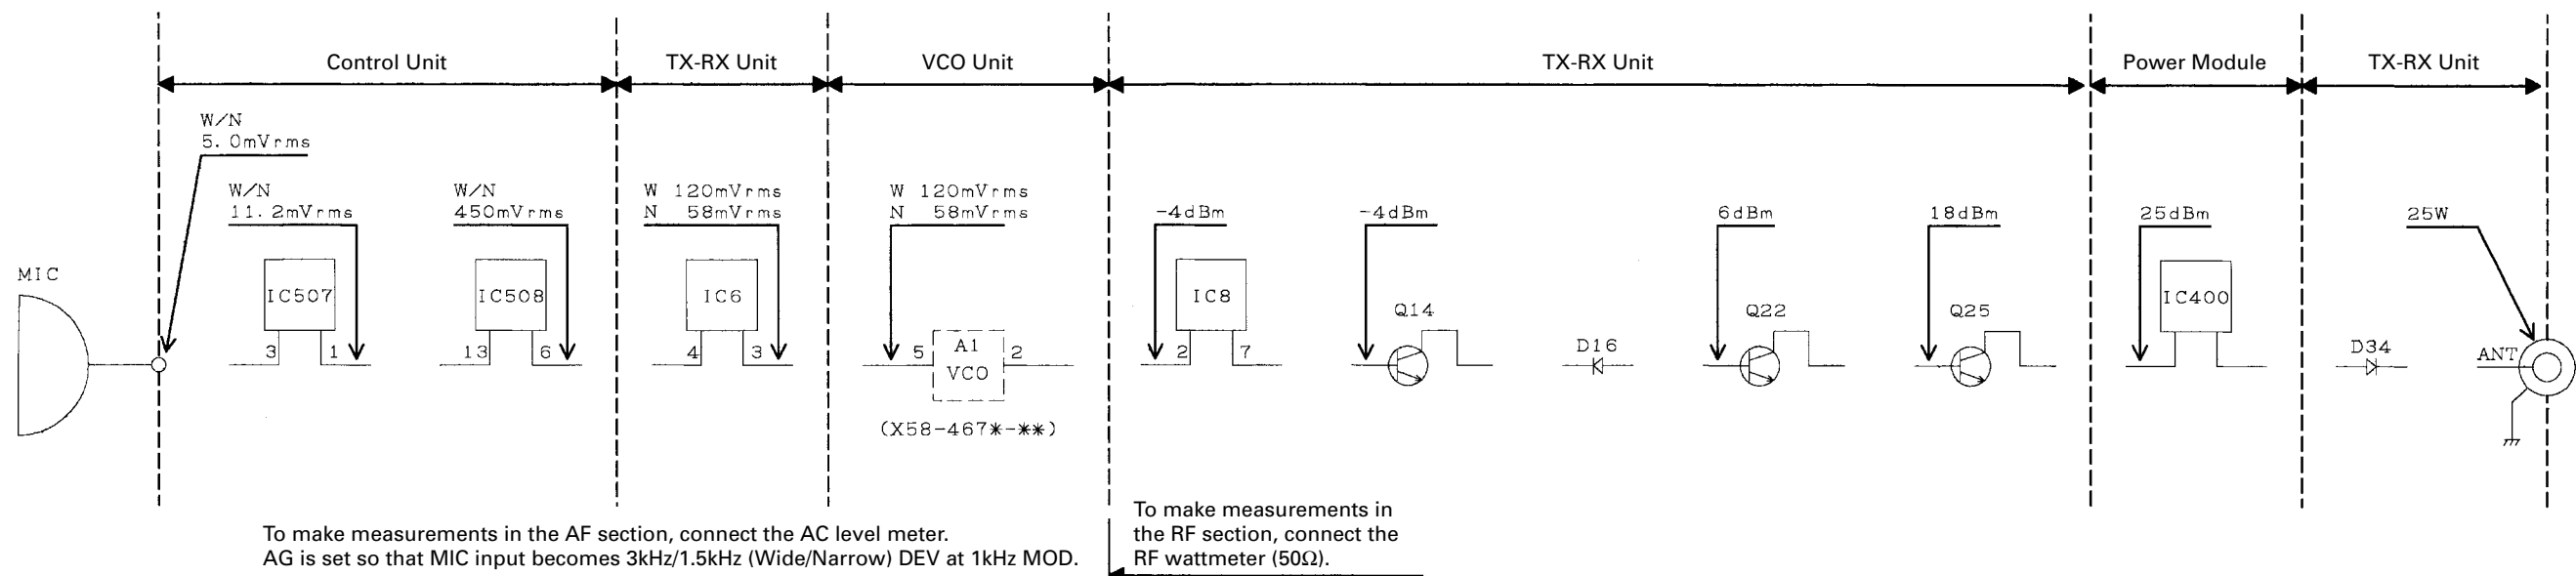 Control Unit
TX-RX Unit
VCO Unit
TX-RX Unit
Power Module
TX-RX Unit
W/N
5.0mVrms
W/N
11.2mVrms
W/N
450mVrms
W 120mVrms
N 58mVrms
W 120mVrms
N 58mVrms
-4dBm
-4dBm
6dBm
18dBm
25dBm
25W
MIC
IC507
3 1
IC508
13 6
IC6
4 3
5 A1 2
VCO
(X58-467*-**)
IC8
2 7
Q14
D16
Q22
Q25
IC400
D34
ANT
To make measurements in the AF section, connect the AC level meter.
AG is set so that MIC input becomes 3kHz/1.5kHz (Wide/Narrow) DEV at 1kHz MOD.
To make measurements in
the RF section, connect the
RF wattmeter (50Ω).